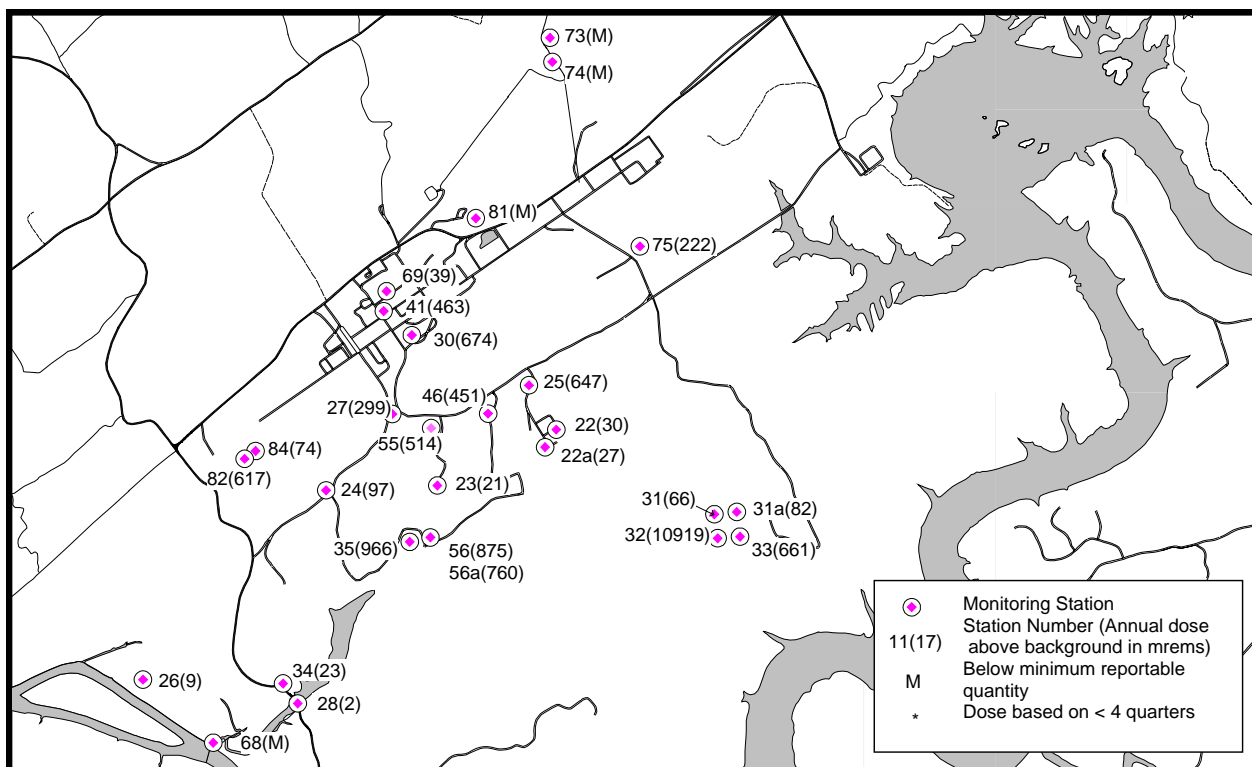 73(M)
74(M)
81(M)
75(222)
69(39)
41(463)
30(674)
25(647)
46(451)
27(299)
22(30)
55(514)
22a(27)
84(74)
82(617)
24(97)
23(21)
31(66)
31a(82)
32(10919)
33(661)
35(966)
56(875)
56a(760)
34(23)
26(9)
28(2)
68(M)
Monitoring Station
11(17)
Station Number (Annual dose
above background in mrems)
M
Below minimum reportable
quantity
*
Dose based on < 4 quarters